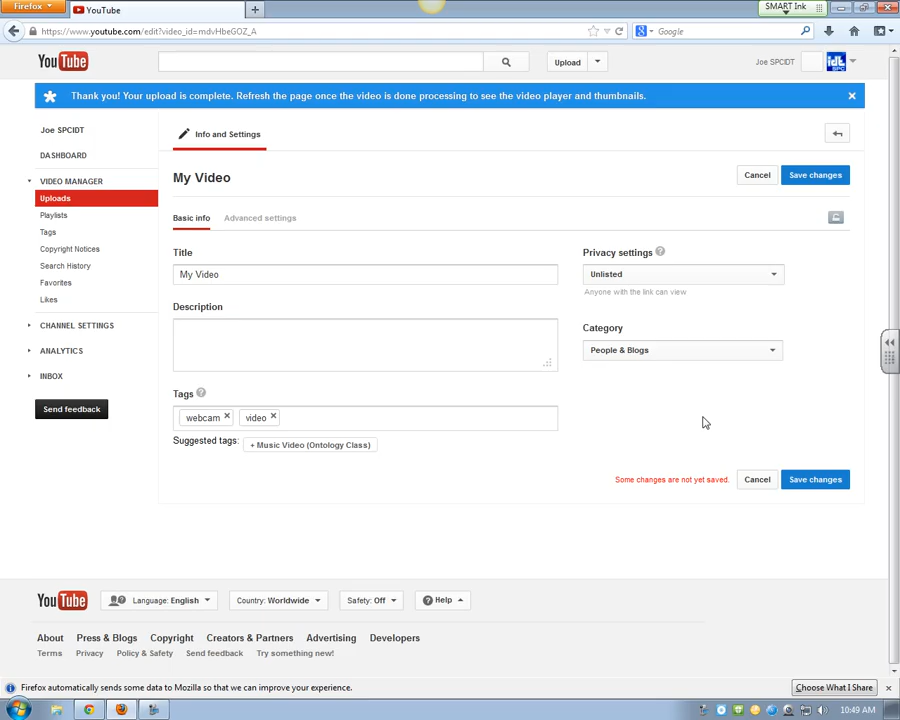 Firefox
YouTube
SMART Ink
https://www.youtube.com/edit?video_id=mdvHbeGOZ_A
Google
YouTube
Upload
Joe SPCIDT
idt
SPC
Thank you! Your upload is complete. Refresh the page once the video is done processing to see the video player and thumbnails.
Joe SPCIDT
DASHBOARD
VIDEO MANAGER
Uploads
Playlists
Tags
Copyright Notices
Search History
Favorites
Likes
CHANNEL SETTINGS
ANALYTICS
INBOX
Send feedback
Info and Settings
My Video
Cancel
Save changes
Basic info
Advanced settings
Title
My Video
Description
Tags ?
webcam ×
video ×
Suggested tags:
+ Music Video (Ontology Class)
Privacy settings ?
Unlisted
Anyone with the link can view
Category
People & Blogs
Some changes are not yet saved.
Cancel
Save changes
YouTube
Language: English
Country: Worldwide
Safety: Off
Help
About
Press & Blogs
Copyright
Creators & Partners
Advertising
Developers
Terms
Privacy
Policy & Safety
Send feedback
Try something new!
Firefox automatically sends some data to Mozilla so that we can improve your experience.
Choose What I Share
10:49 AM